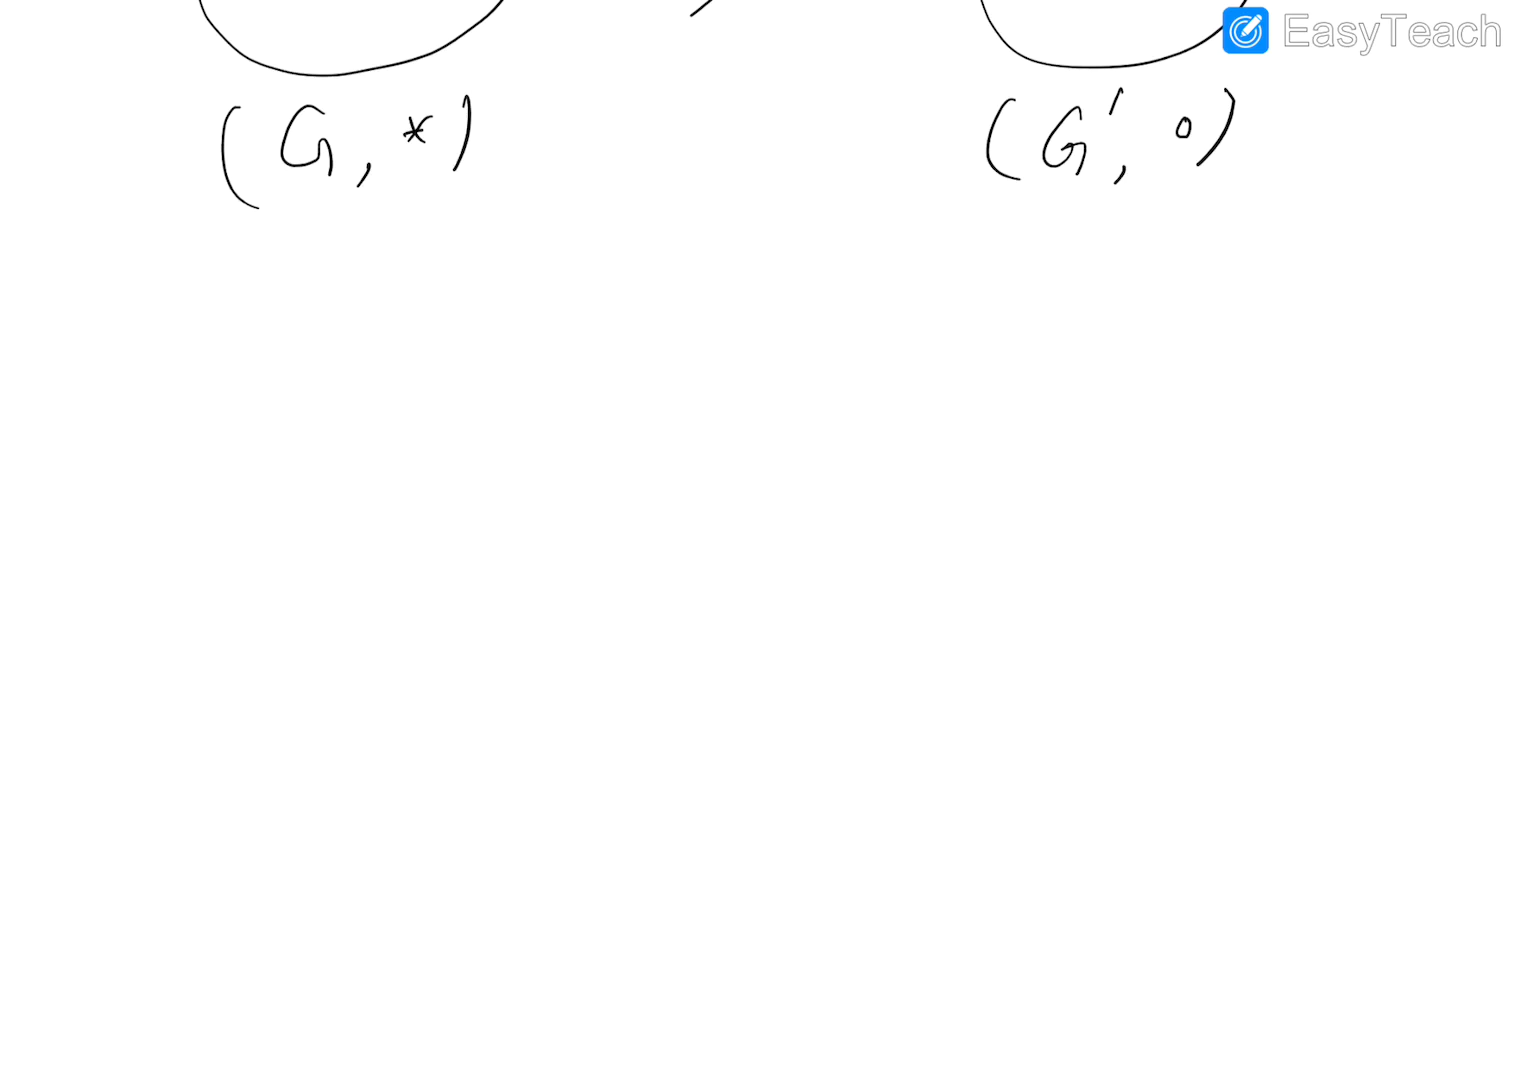 EasyTeach
(G, *) (G', o)